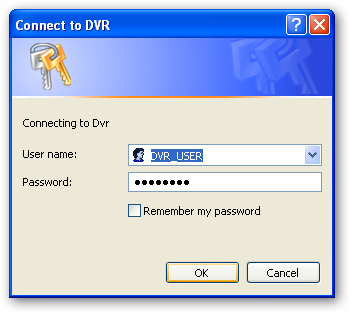 Connect to DVR
Connecting to Dvr
User name:
DVR_USER
Password:
●●●●●●●●
Remember my password
OK
Cancel